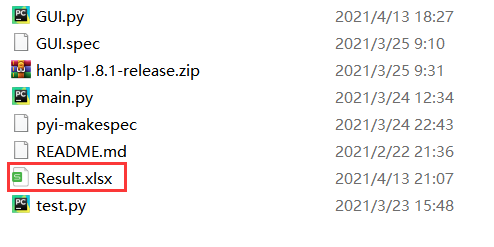 GUI.py 2021/4/13 18:27
GUI.spec 2021/3/25 9:10
hanlp-1.8.1-release.zip 2021/3/25 9:31
main.py 2021/3/24 12:34
pyi-makespec 2021/3/24 22:43
README.md 2021/2/22 21:36
Result.xlsx 2021/4/13 21:07
test.py 2021/3/23 15:48